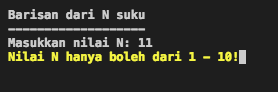 Barisan dari N suku
-------------------
Masukkan nilai N: 11
Nilai N hanya boleh dari 1 - 10!